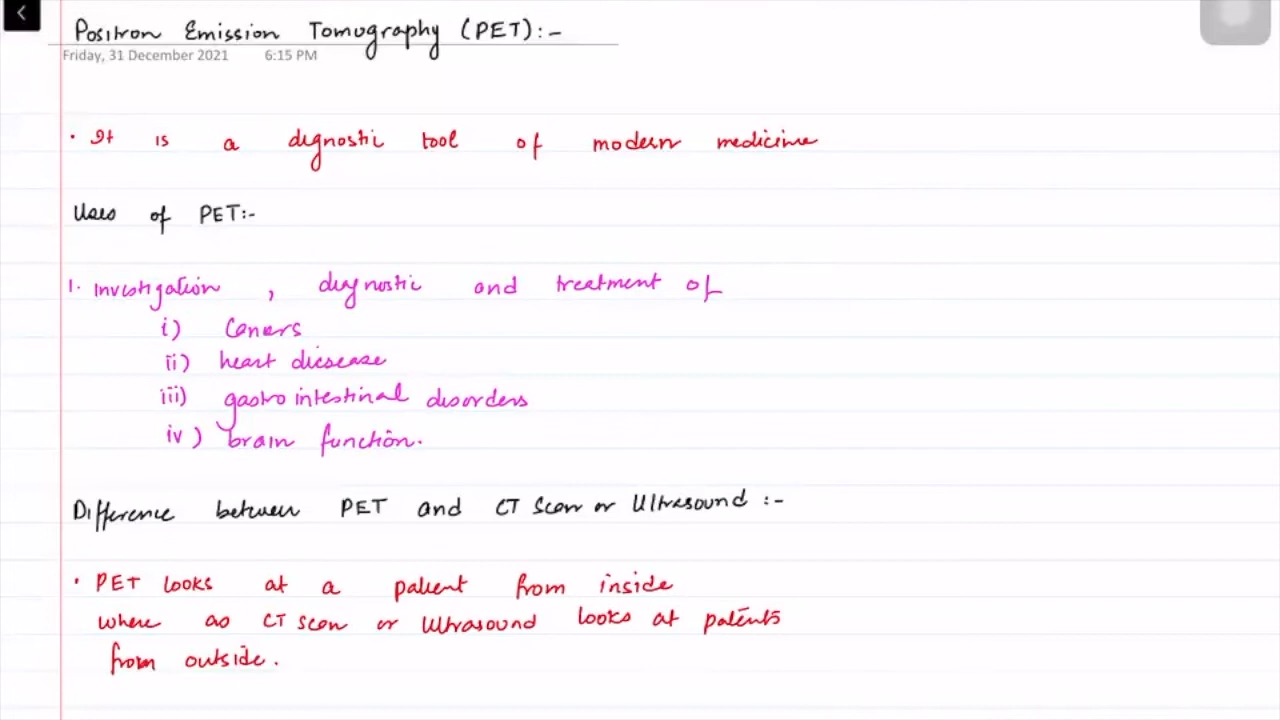 Positron Emission Tomography (PET):-
Friday, 31 December 2021 6:15 PM
• It is a dignostic tool of modern medicine
Uses of PET:-
1. Investigation, diagnostic and treatment of
i) Cancers
ii) heart diesease
iii) gastro intestinal disorders
iv) brain function.
Difference between PET and CT Scan or Ultrasound :-
• PET looks at a patient from inside
where as CT scan or Ultrasound looks at patients
from outside.